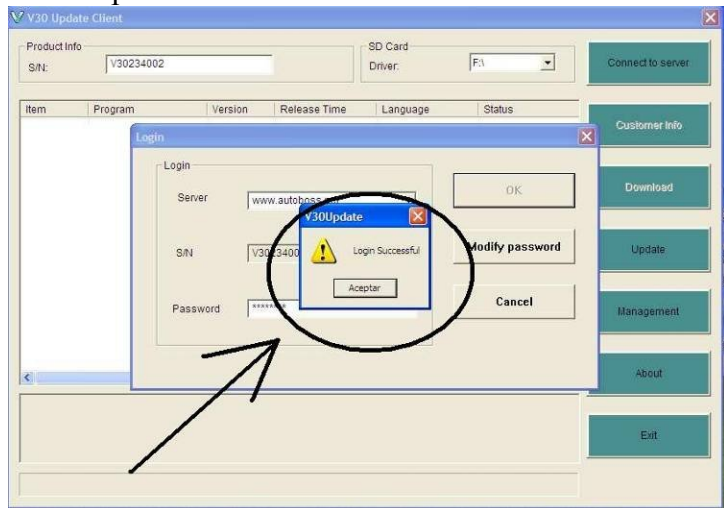 V30 Update Client
Product Info
S/N: V30234002
SD Card
Driver: F:\
Connect to server
Item Program Version Release Time Language Status
Customer Info
Login
Login
Server www.autoboss
OK
Download
V30Update
Login Successful
Aceptar
S/N
Modify password
Update
Password ********
Cancel
Management
About
Exit